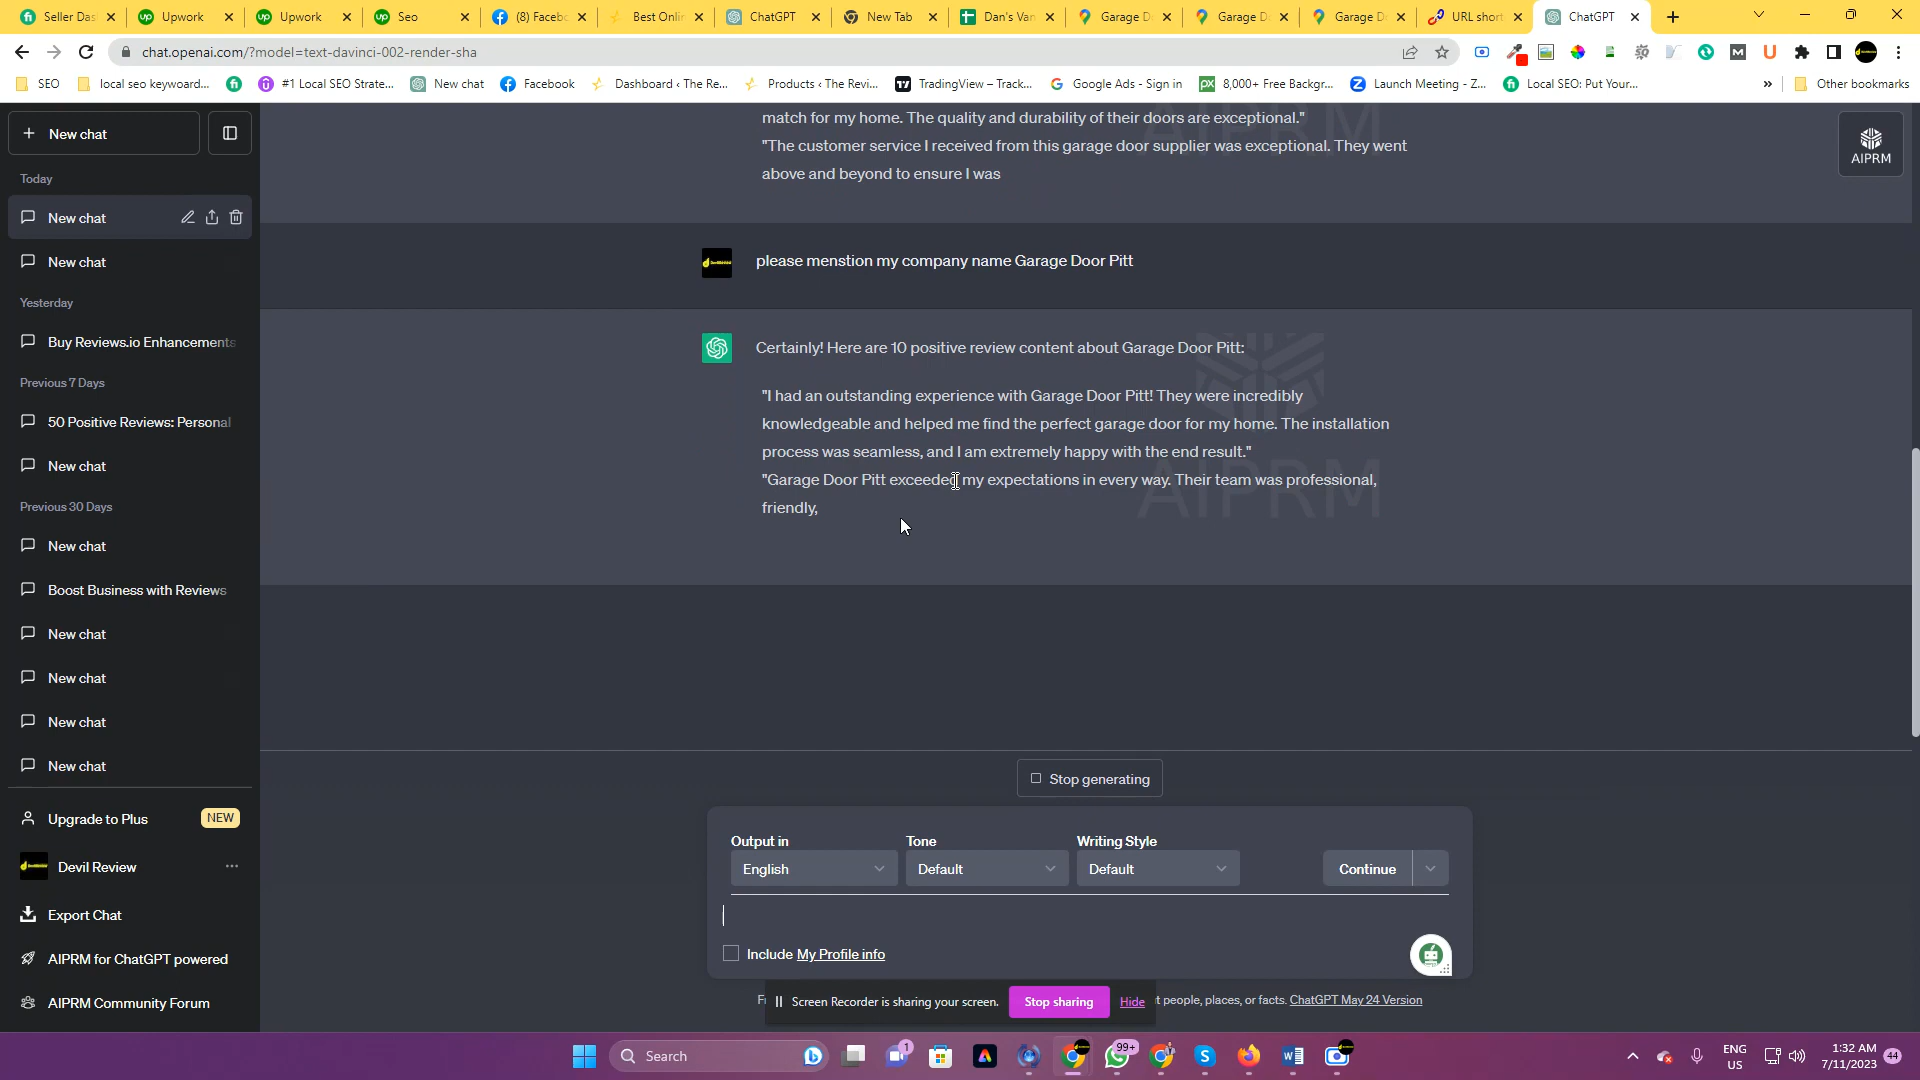 Seller Das
Upwork
Upwork
Seo
(8) Facebo
Best Onlin
ChatGPT
New Tab
Dan's Van
Garage D
Garage D
Garage D
URL short
ChatGPT
chat.openai.com/?model=text-davinci-002-render-sha
SEO
local seo keyoward...
#1 Local SEO Strate...
New chat
Facebook
Dashboard ‹ The Re...
Products ‹ The Revi...
TradingView – Track...
Google Ads - Sign in
8,000+ Free Backgr...
Launch Meeting - Z...
Local SEO: Put Your...
»
Other bookmarks
+ New chat
Today
New chat
New chat
Yesterday
Buy Reviews.io Enhancements
Previous 7 Days
50 Positive Reviews: Personal
New chat
Previous 30 Days
New chat
Boost Business with Reviews
New chat
New chat
New chat
New chat
Upgrade to Plus
NEW
Devil Review
...
Export Chat
AIPRM for ChatGPT powered
AIPRM Community Forum
AIPRM
match for my home. The quality and durability of their doors are exceptional."
"The customer service I received from this garage door supplier was exceptional. They went
above and beyond to ensure I was
AIPRM
please menstion my company name Garage Door Pitt
Certainly! Here are 10 positive review content about Garage Door Pitt:
"I had an outstanding experience with Garage Door Pitt! They were incredibly
knowledgeable and helped me find the perfect garage door for my home. The installation
process was seamless, and I am extremely happy with the end result."
"Garage Door Pitt exceeded my expectations in every way. Their team was professional,
friendly,
AIPRM
Stop generating
Output in
Tone
Writing Style
English
Default
Default
Continue
Include My Profile info
Screen Recorder is sharing your screen.
Stop sharing
Hide
t people, places, or facts. ChatGPT May 24 Version
Search
1
99+
ENG
US
1:32 AM
7/11/2023
44